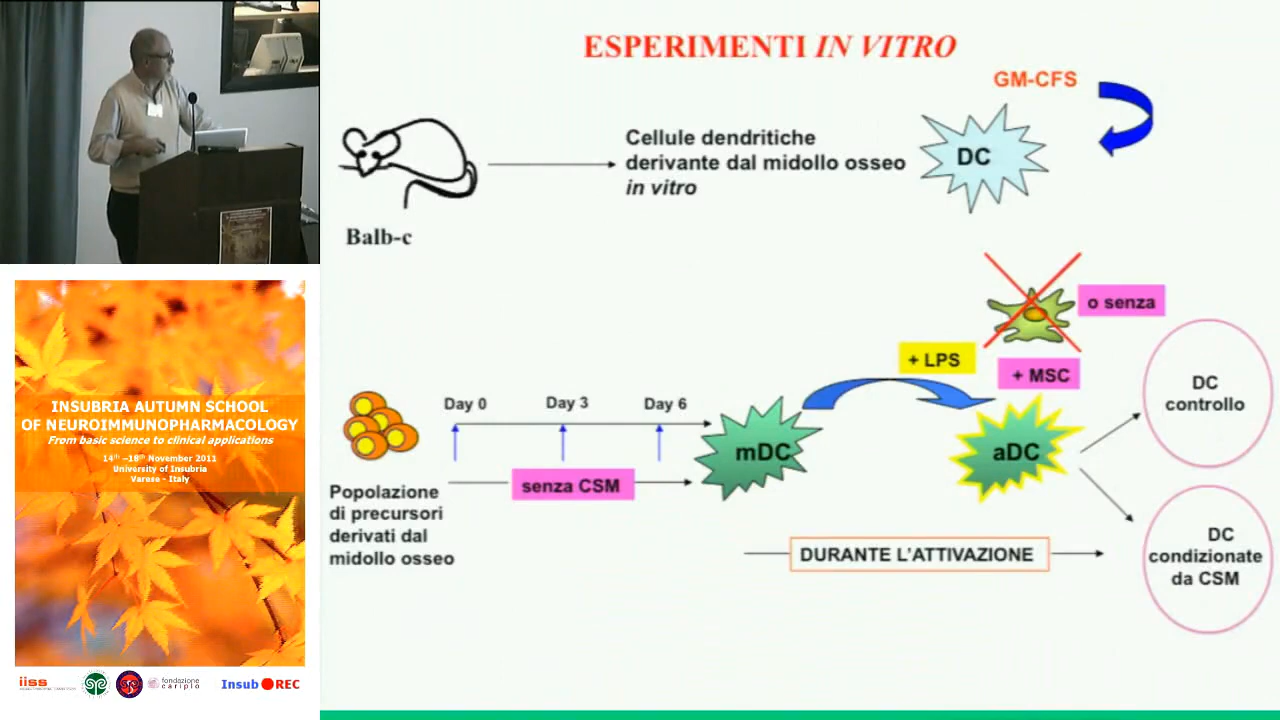 ESPERIMENTI IN VITRO
GM-CFS
Cellule dendritiche
derivante dal midollo osseo
in vitro
DC
Balb-c
o senza
+ LPS
+ MSC
DC
controllo
Day 0
Day 3
Day 6
mDC
aDC
senza CSM
Popolazione
di precursori
derivati dal
midollo osseo
DURANTE L'ATTIVAZIONE
DC
condizionate
da CSM
INSUBRIA AUTUMN SCHOOL
OF NEUROIMMUNOPHARMACOLOGY
From basic science to clinical applications
14th -18th November 2011
University of Insubria
Varese - Italy
iiss
fondazione
cariplo
Insub REC